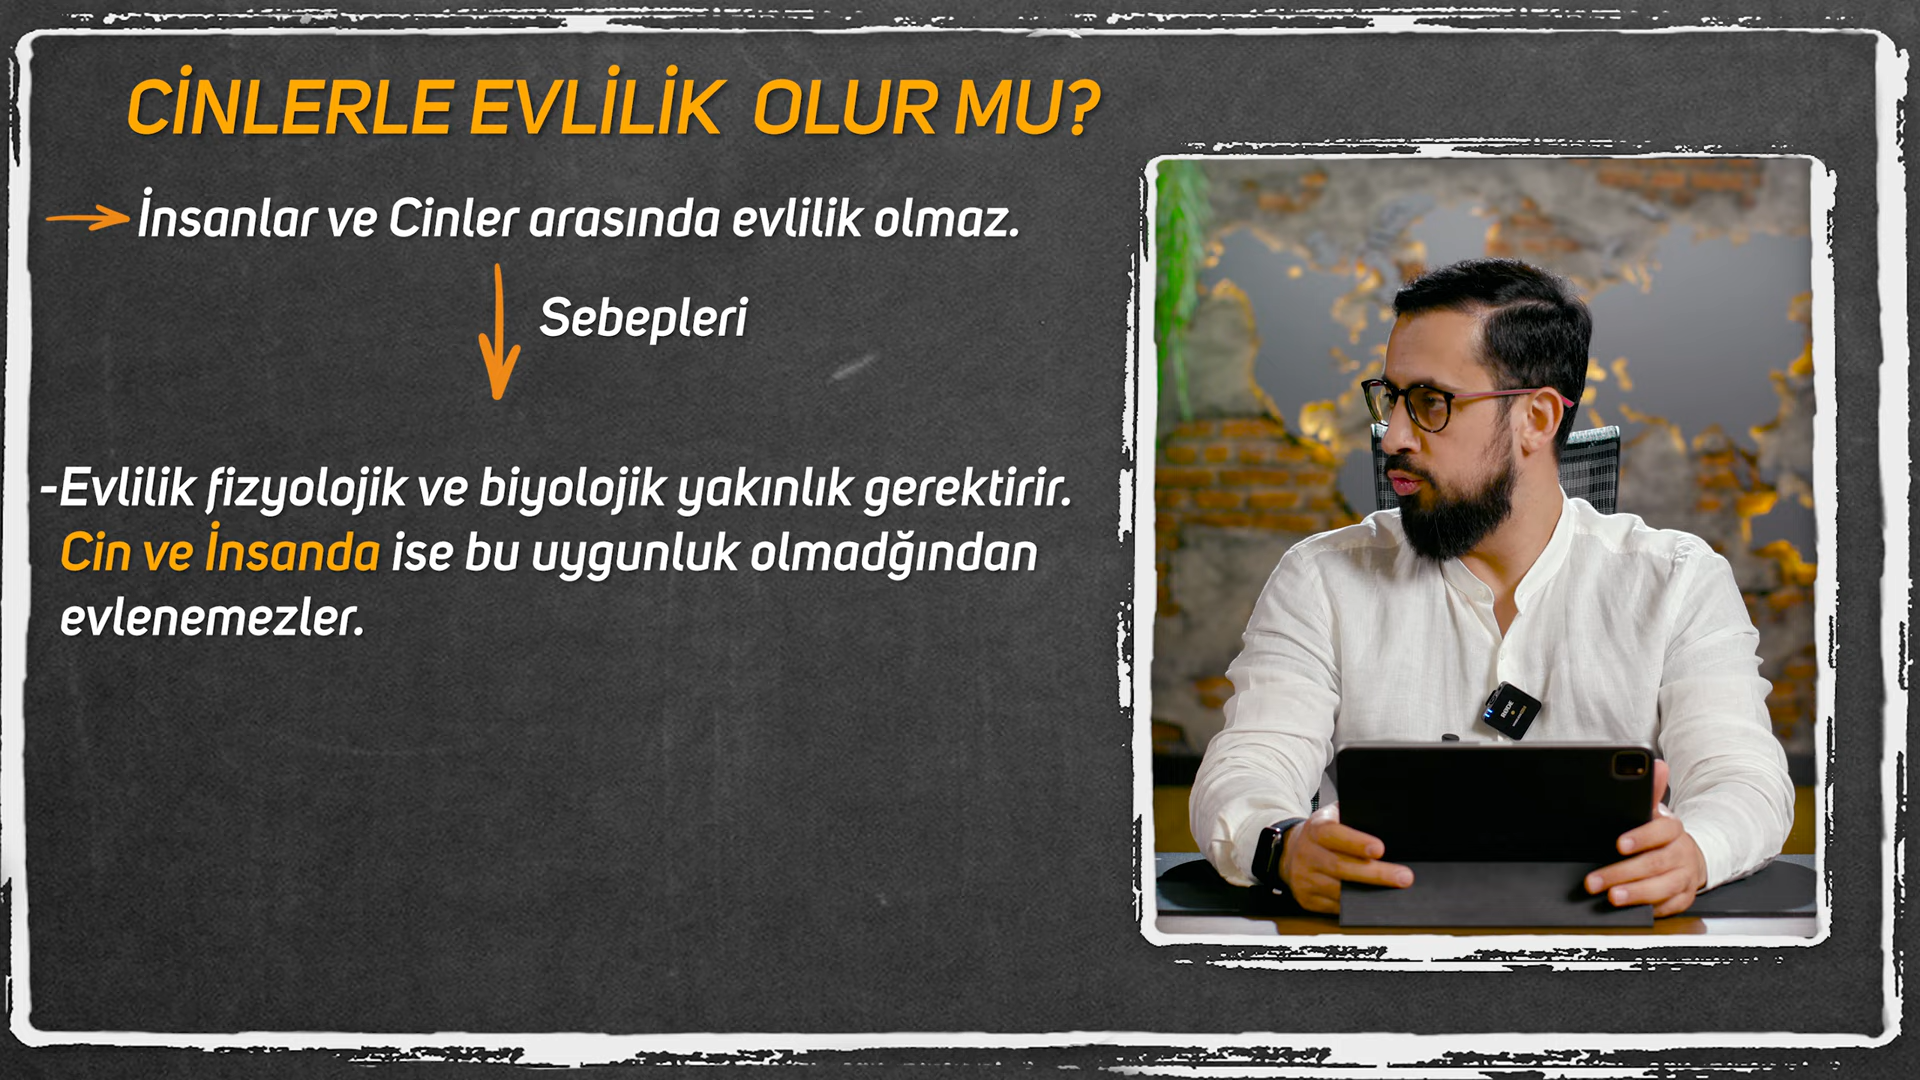 CİNLERLE EVLİLİK OLUR MU?
İnsanlar ve Cinler arasında evlilik olmaz.
Sebepleri
-Evlilik fizyolojik ve biyolojik yakınlık gerektirir.
Cin ve İnsanda ise bu uygunluk olmadğından
evlenemezler.